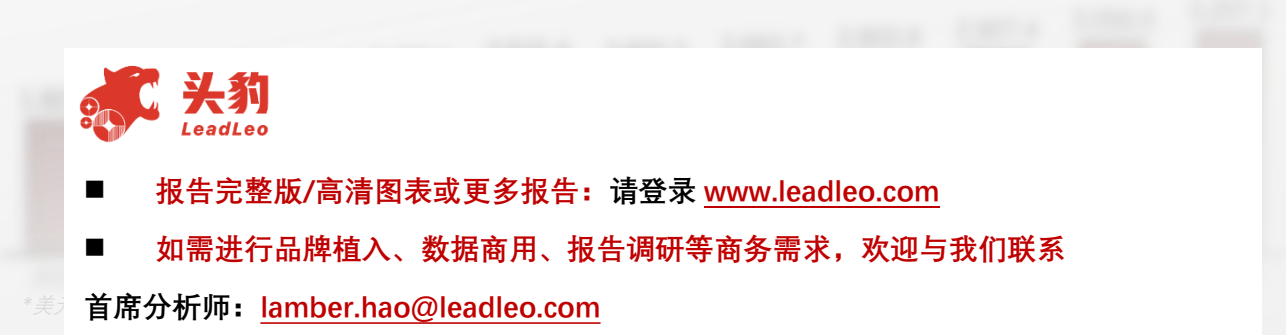 头豹
LeadLeo
■ 报告完整版/高清图表或更多报告：请登录 www.leadleo.com
■ 如需进行品牌植入、数据商用、报告调研等商务需求，欢迎与我们联系
*美
首席分析师：lamber.hao@leadleo.com